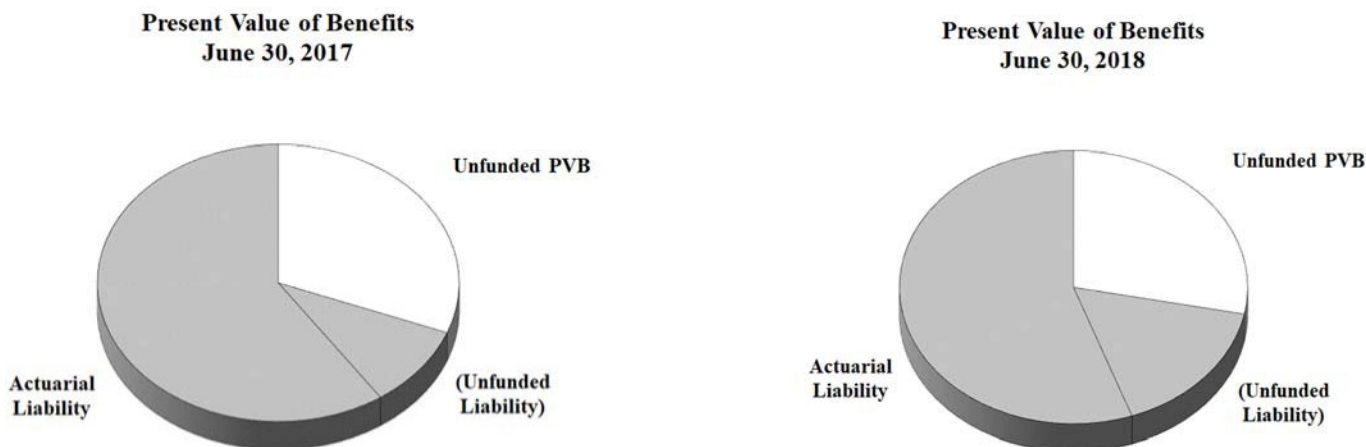 Present Value of Benefits
June 30, 2017
Unfunded PVB
Actuarial
Liability
(Unfunded
Liability)
Present Value of Benefits
June 30, 2018
Unfunded PVB
Actuarial
Liability
(Unfunded
Liability)